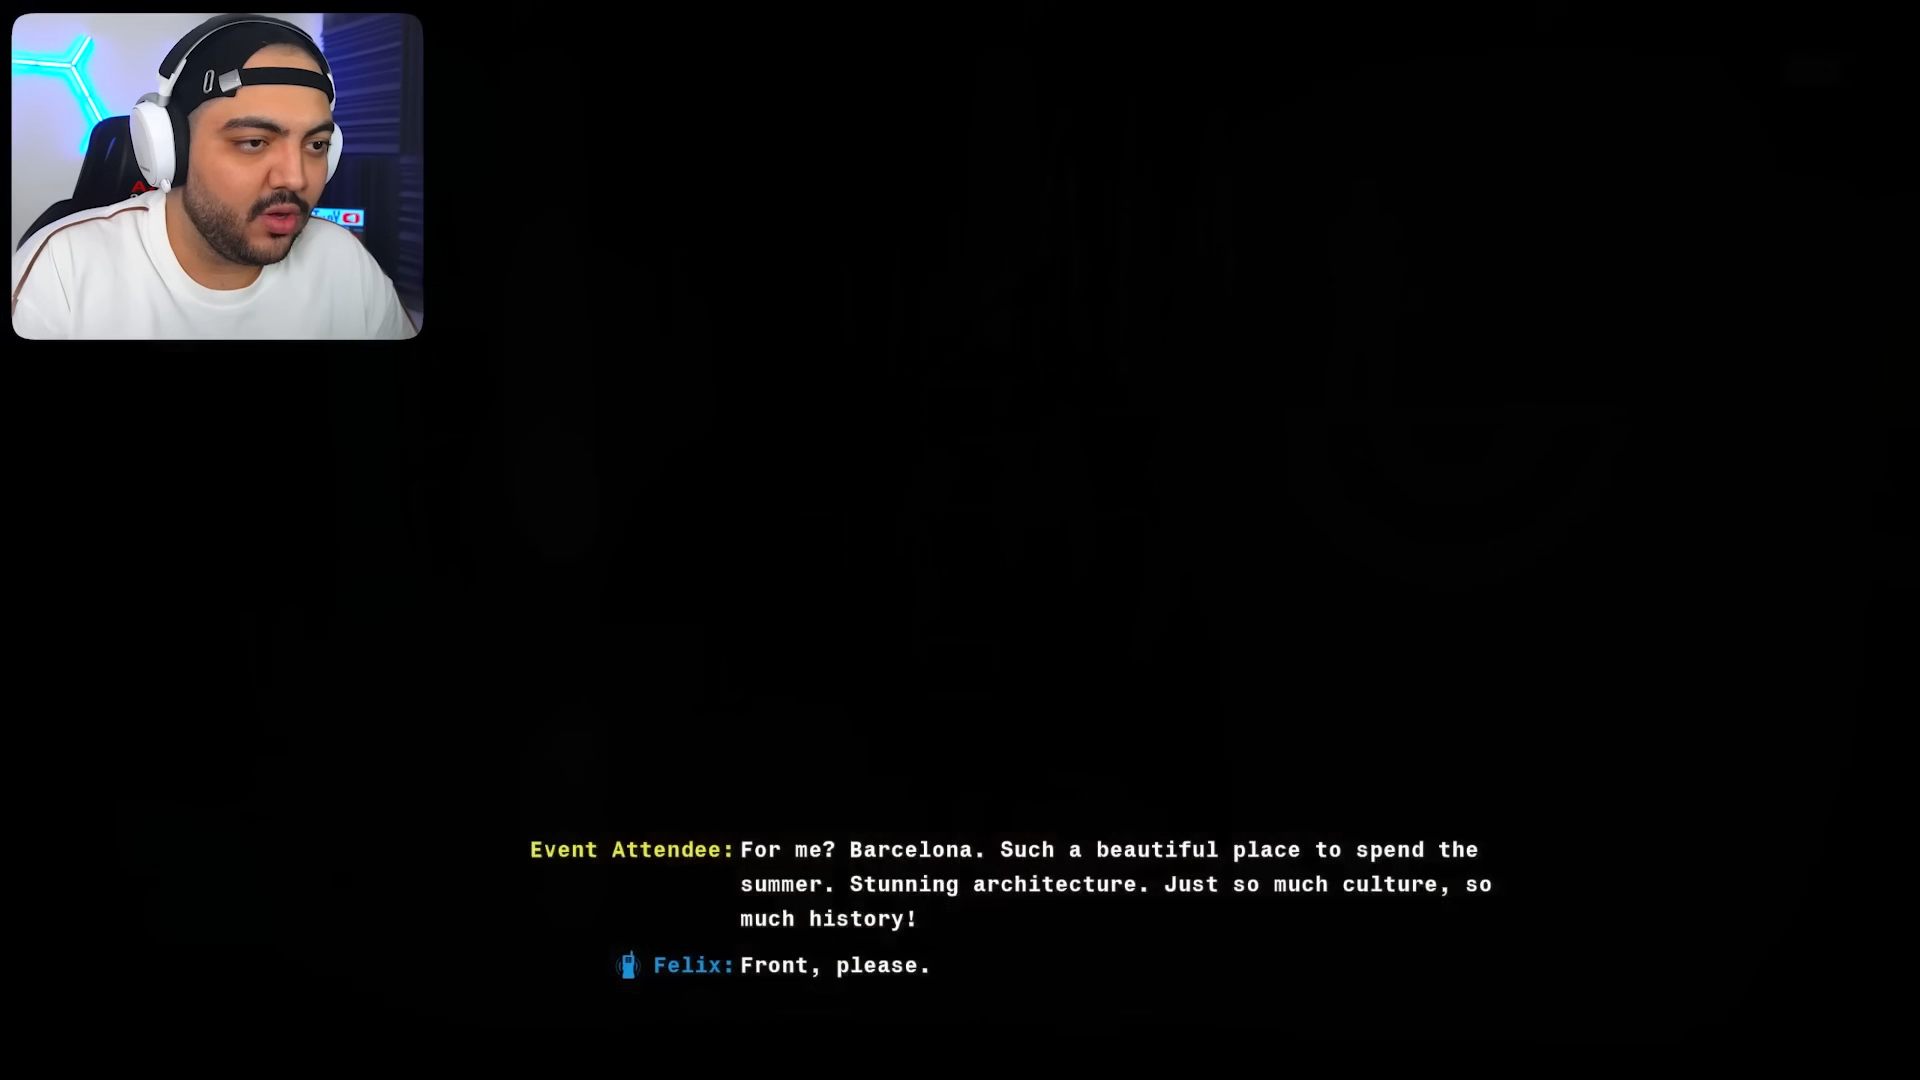 Event Attendee: For me? Barcelona. Such a beautiful place to spend the
summer. Stunning architecture. Just so much culture, so
much history!
Felix: Front, please.